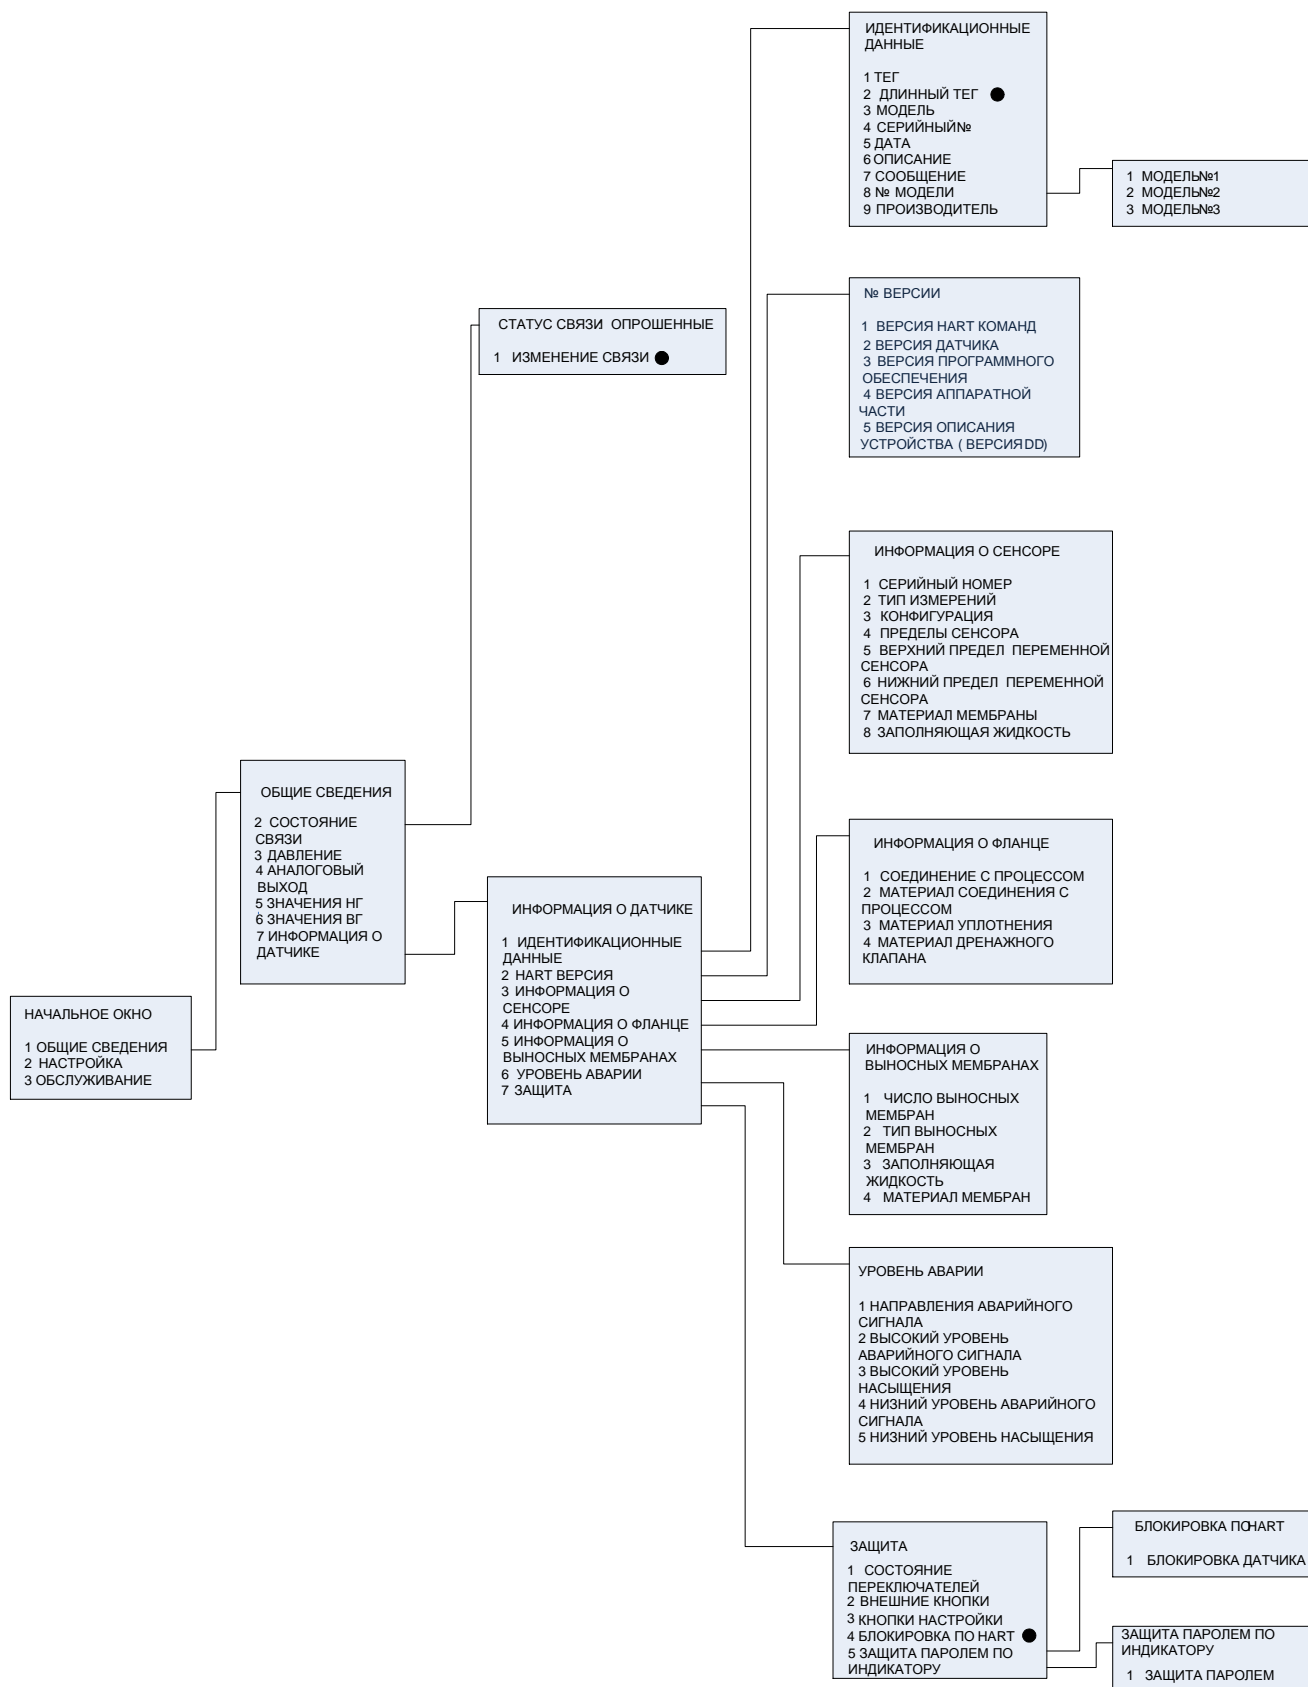 ИДЕНТИФИКАЦИОННЫЕ
ДАННЫЕ
1 ТЕГ
2 ДЛИННЫЙ ТЕГ
3 МОДЕЛЬ
4 СЕРИЙНЫЙ№
5 ДАТА
6 ОПИСАНИЕ
7 СООБЩЕНИЕ
8 № МОДЕЛИ
9 ПРОИЗВОДИТЕЛЬ
1 МОДЕЛЬ№1
2 МОДЕЛЬ№2
3 МОДЕЛЬ№3
№ ВЕРСИИ
1 ВЕРСИЯ HART КОМАНД
2 ВЕРСИЯ ДАТЧИКА
3 ВЕРСИЯ ПРОГРАММНОГО
ОБЕСПЕЧЕНИЯ
4 ВЕРСИЯ АППАРАТНОЙ
ЧАСТИ
5 ВЕРСИЯ ОПИСАНИЯ
УСТРОЙСТВА ( ВЕРСИЯ DD)
СТАТУС СВЯЗИ ОПРОШЕННЫЕ
1 ИЗМЕНЕНИЕ СВЯЗИ
ИНФОРМАЦИЯ О СЕНСОРЕ
1 СЕРИЙНЫЙ НОМЕР
2 ТИП ИЗМЕРЕНИЙ
3 КОНФИГУРАЦИЯ
4 ПРЕДЕЛЫ СЕНСОРА
5 ВЕРХНИЙ ПРЕДЕЛ ПЕРЕМЕННОЙ
СЕНСОРА
6 НИЖНИЙ ПРЕДЕЛ ПЕРЕМЕННОЙ
СЕНСОРА
7 МАТЕРИАЛ МЕМБРАНЫ
8 ЗАПОЛНЯЮЩАЯ ЖИДКОСТЬ
ОБЩИЕ СВЕДЕНИЯ
2 СОСТОЯНИЕ
СВЯЗИ
3 ДАВЛЕНИЕ
4 АНАЛОГОВЫЙ
ВЫХОД
5 ЗНАЧЕНИЯ НГ
6 ЗНАЧЕНИЯ ВГ
7 ИНФОРМАЦИЯ О
ДАТЧИКЕ
ИНФОРМАЦИЯ О ФЛАНЦЕ
1 СОЕДИНЕНИЕ С ПРОЦЕССОМ
2 МАТЕРИАЛ СОЕДИНЕНИЯ С
ПРОЦЕССОМ
3 МАТЕРИАЛ УПЛОТНЕНИЯ
4 МАТЕРИАЛ ДРЕНАЖНОГО
КЛАПАНА
ИНФОРМАЦИЯ О ДАТЧИКЕ
1 ИДЕНТИФИКАЦИОННЫЕ
ДАННЫЕ
2 HART ВЕРСИЯ
3 ИНФОРМАЦИЯ О
СЕНСОРЕ
4 ИНФОРМАЦИЯ О ФЛАНЦЕ
5 ИНФОРМАЦИЯ О
ВЫНОСНЫХ МЕМБРАНАХ
6 УРОВЕНЬ АВАРИИ
7 ЗАЩИТА
НАЧАЛЬНОЕ ОКНО
1 ОБЩИЕ СВЕДЕНИЯ
2 НАСТРОЙКА
3 ОБСЛУЖИВАНИЕ
ИНФОРМАЦИЯ О
ВЫНОСНЫХ МЕМБРАНАХ
1 ЧИСЛО ВЫНОСНЫХ
МЕМБРАН
2 ТИП ВЫНОСНЫХ
МЕМБРАН
3 ЗАПОЛНЯЮЩАЯ
ЖИДКОСТЬ
4 МАТЕРИАЛ МЕМБРАН
УРОВЕНЬ АВАРИИ
1 НАПРАВЛЕНИЯ АВАРИЙНОГО
СИГНАЛА
2 ВЫСОКИЙ УРОВЕНЬ
АВАРИЙНОГО СИГНАЛА
3 ВЫСОКИЙ УРОВЕНЬ
НАСЫЩЕНИЯ
4 НИЗНИЙ УРОВЕНЬ АВАРИЙНОГО
СИГНАЛА
5 НИЗНИЙ УРОВЕНЬ НАСЫЩЕНИЯ
ЗАЩИТА
1 СОСТОЯНИЕ
ПЕРЕКЛЮЧАТЕЛЕЙ
2 ВНЕШНИЕ КНОПКИ
3 КНОПКИ НАСТРОЙКИ
4 БЛОКИРОВКА ПО HART
5 ЗАЩИТА ПАРОЛЕМ ПО
ИНДИКАТОРУ
БЛОКИРОВКА ПО HART
1 БЛОКИРОВКА ДАТЧИКА
ЗАЩИТА ПАРОЛЕМ ПО
ИНДИКАТОРУ
1 ЗАЩИТА ПАРОЛЕМ